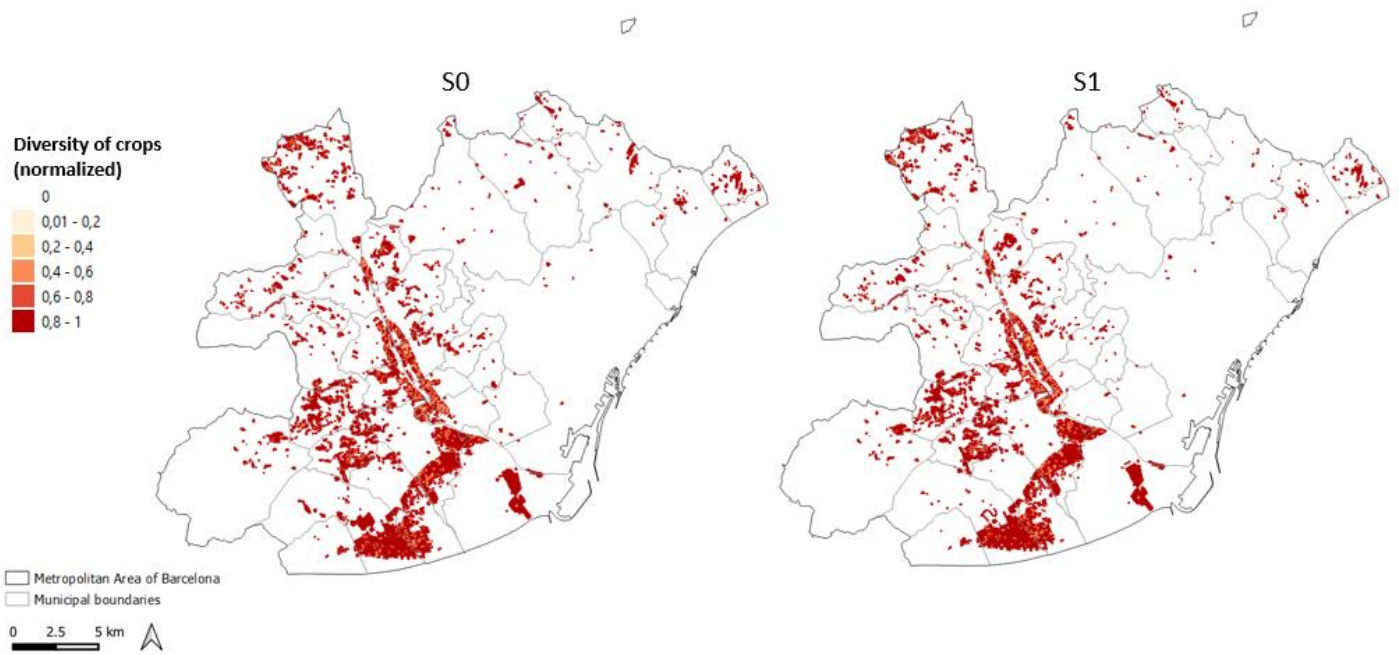 S0
S1
Diversity of crops
(normalized)
0
0,01 - 0,2
0,2 - 0,4
0,4 - 0,6
0,6 - 0,8
0,8 - 1
Metropolitan Area of Barcelona
Municipal boundaries
0 2.5 5 km